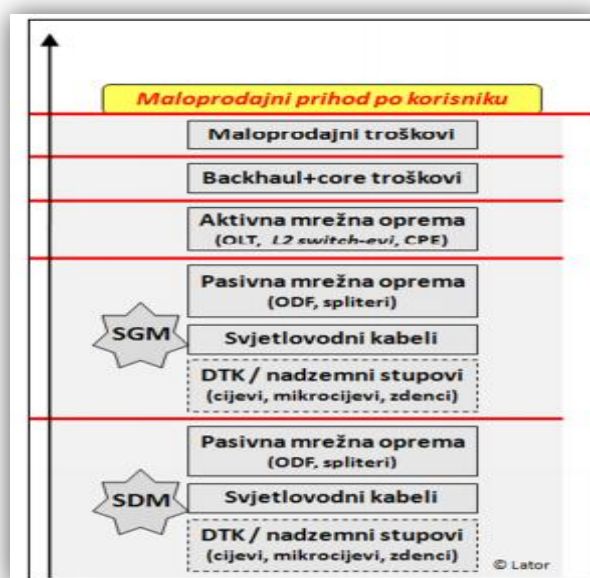 Maloprodajni prihod po korisniku
Maloprodajni troškovi
Backhaul+core troškovi
Aktivna mrežna oprema
(OLT, L2 switch-evi, CPE)
Pasivna mrežna oprema
(ODF, spliteri)
SGM
Svjetlovodni kabeli
DTK / nadzemni stupovi
(cijevi, mikrocijevi, zdenci)
Pasivna mrežna oprema
(ODF, spliteri)
SDM
Svjetlovodni kabeli
DTK / nadzemni stupovi
(cijevi, mikrocijevi, zdenci)
© Lator